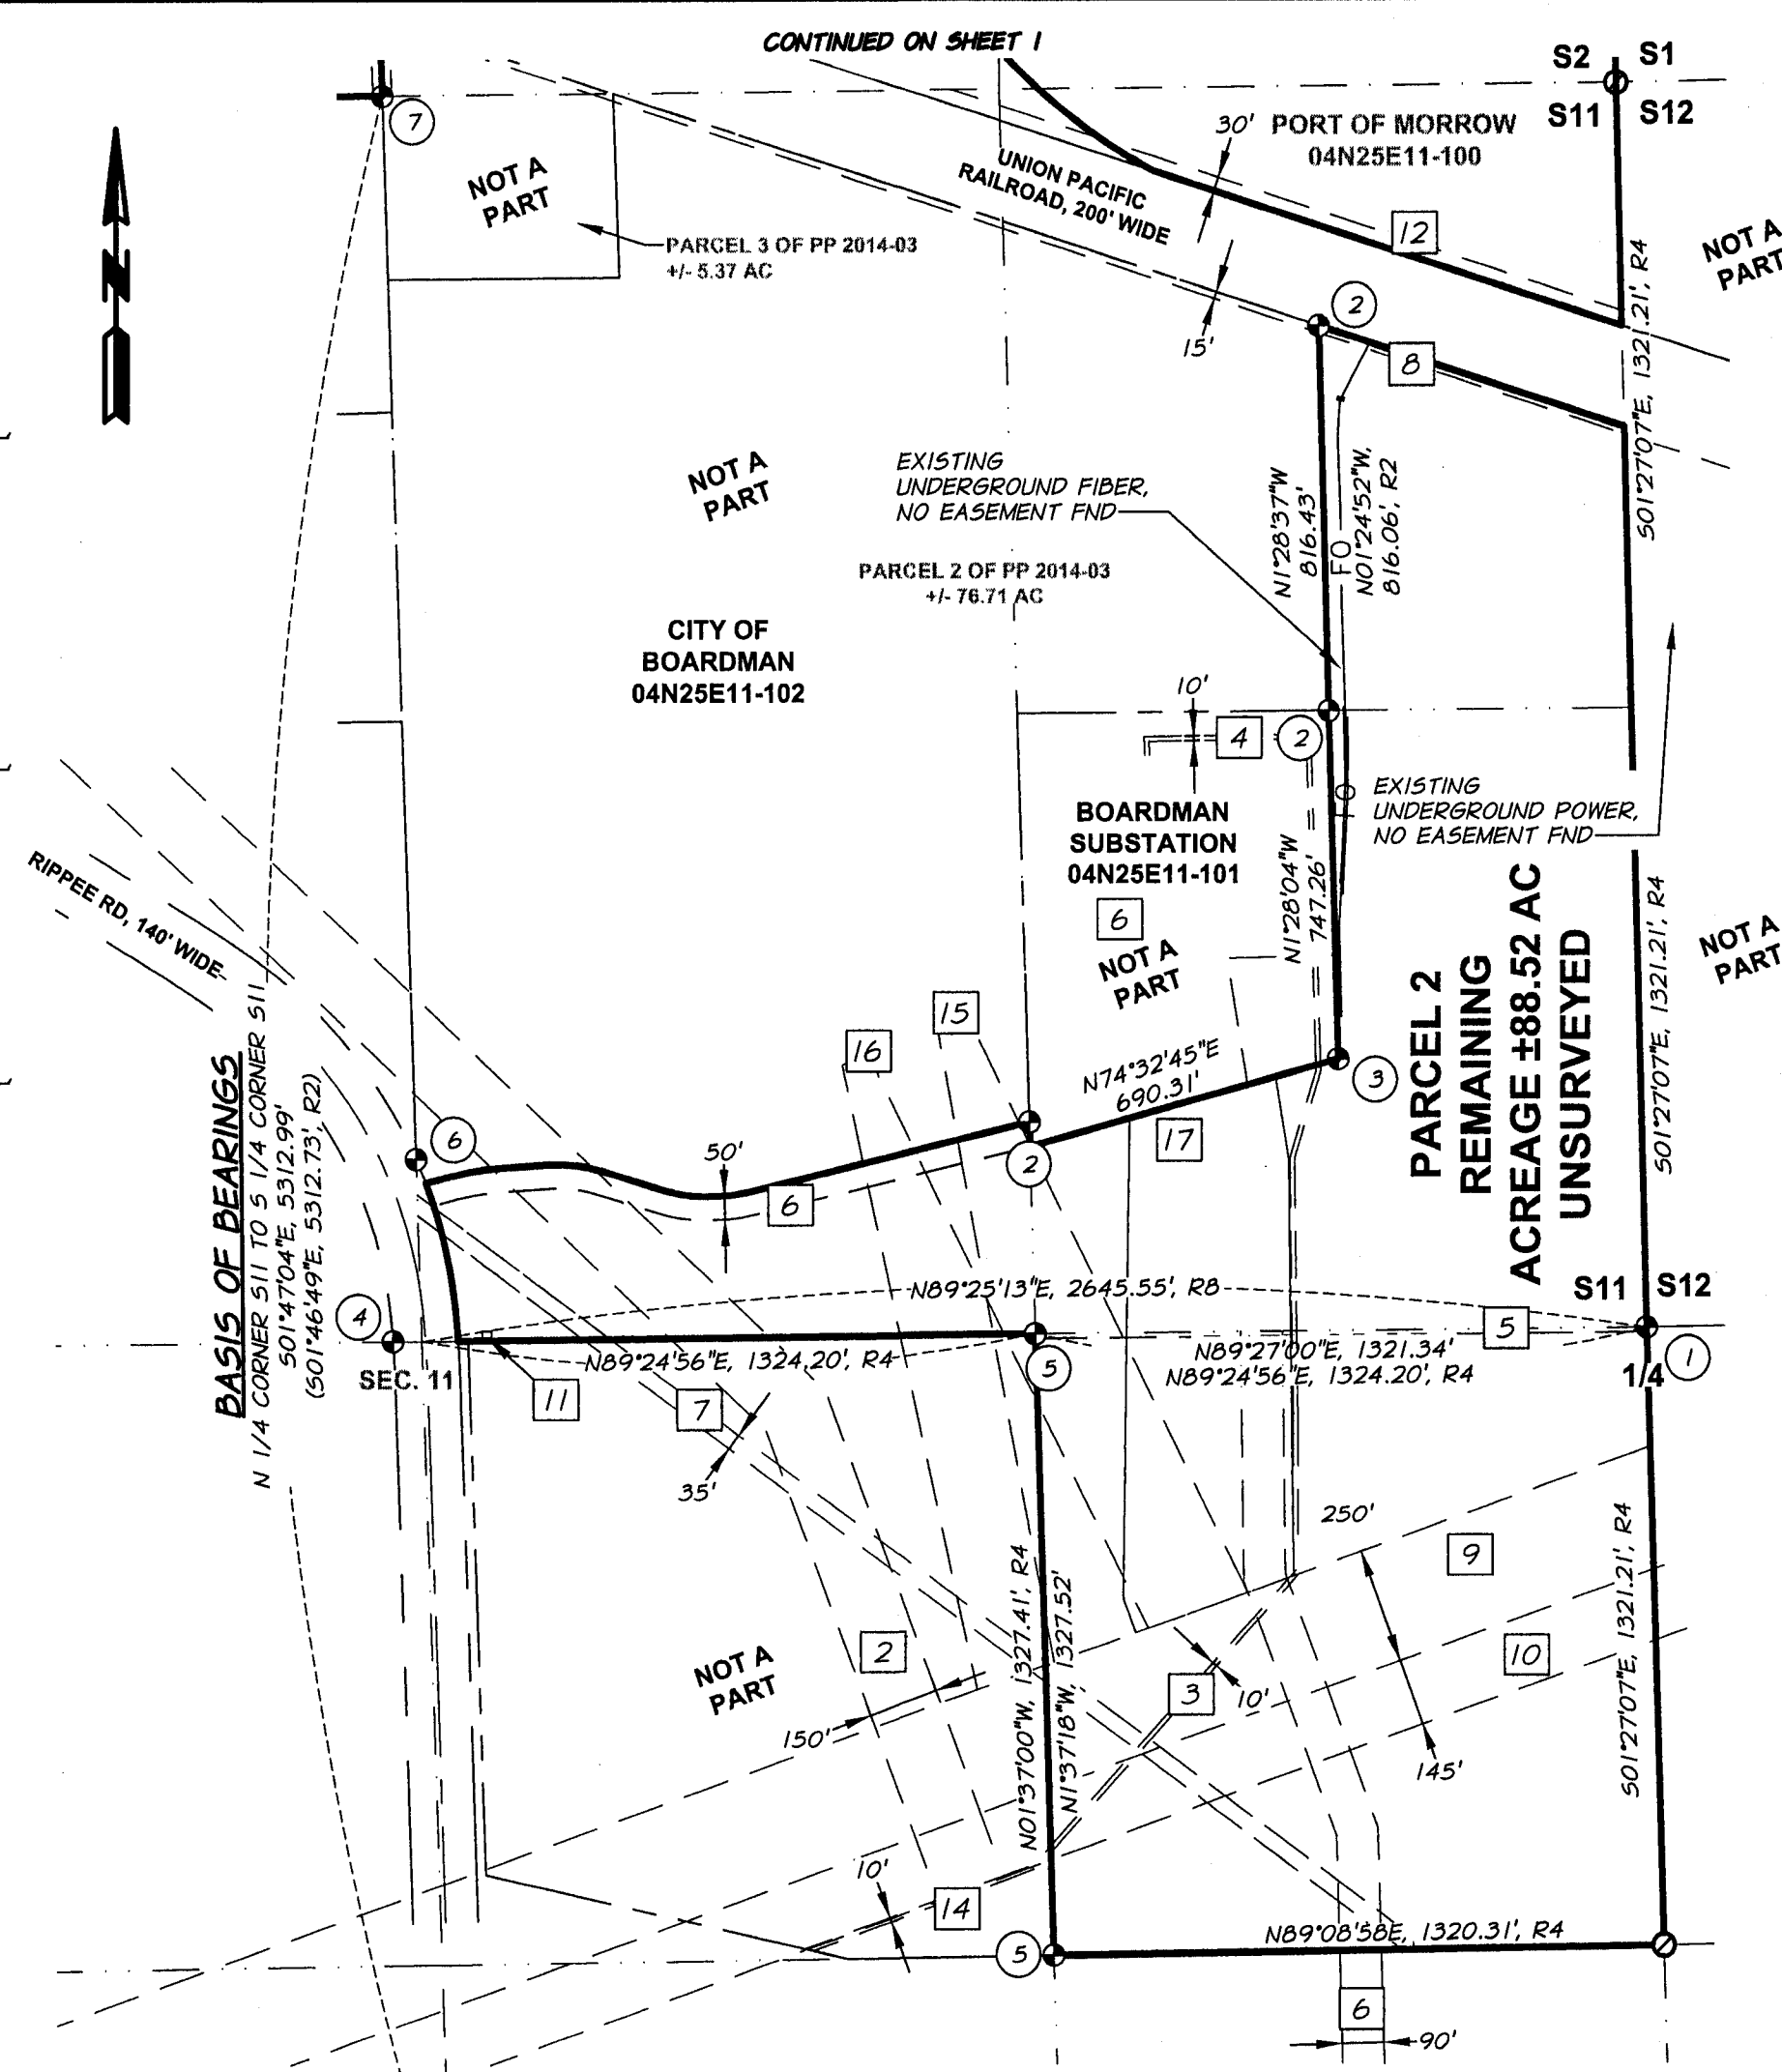 CONTINUED ON SHEET 1
S2 S1
S11 S12
7
30' PORT OF MORROW
04N25E11-100
UNION PACIFIC
RAILROAD, 200' WIDE
NOT A
PART
12
NOT A
PART
PARCEL 3 OF PP 2014-03
+/- 5.37 AC
N
2
15'
8
S01°27'07"E, 1321.21', R4
NOT A
PART
EXISTING
UNDERGROUND FIBER,
NO EASEMENT FND
N1°28'37"W
816.43'
FO
N01°24'52"W,
816.06', R2
PARCEL 2 OF PP 2014-03
+/- 76.71 AC
CITY OF
BOARDMAN
04N25E11-102
10'
4
2
BOARDMAN
SUBSTATION
04N25E11-101
EXISTING
UNDERGROUND POWER,
NO EASEMENT FND
N1°28'04"W
747.26'
6
NOT A
PART
RIPPEE RD, 140' WIDE
PARCEL 2
REMAINING
ACREAGE ±88.52 AC
UNSURVEYED
S01°27'07"E, 1321.21', R4
NOT A
PART
15
16
N74°32'45"E
690.31'
3
BASIS OF BEARINGS
N 1/4 CORNER S11 TO S 1/4 CORNER S11
S01°47'04"E, 5312.99'
(S01°46'49"E, 5312.73', R2)
6
50'
2
17
6
N89°25'13"E, 2645.55', R8
S11 S12
4
5
N89°27'00"E, 1321.34'
N89°24'56"E, 1324.20', R4
N89°24'56"E, 1324.20', R4
SEC. 11
5
1/4
1
11
7
35'
250'
9
N01°37'00"W, 1327.41', R4
N1°37'18"W, 1327.52'
S01°27'07"E, 1321.21', R4
NOT A
PART
2
10
3
10'
150'
145'
10'
14
N89°08'58E, 1320.31', R4
5
6
90'